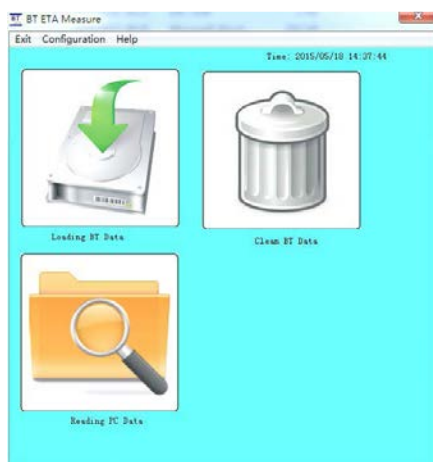 BT BT ETA Measure
Exit Configuration Help
Time: 2015/05/18 14:37:44
Loading BT Data
Clean BT Data
Reading PC Data